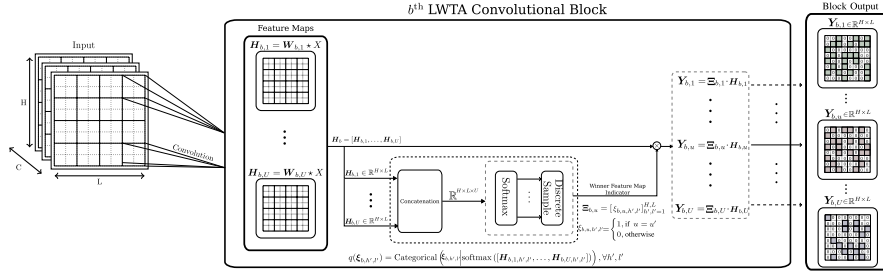 b^th LWTA Convolutional Block
Block Output
Feature Maps
Input
H_{b,1} = W_{b,1} ⋆ X
H
C
L
Convolution
H_{b,U} = W_{b,U} ⋆ X
H_b = [H_{b,1}, ..., H_{b,U}]
H_{b,1} ∈ ℝ^{H×L}
H_{b,U} ∈ ℝ^{H×L}
Concatenation
ℝ^{H×L×U}
Softmax
Discrete Sample
Winner Feature Map
Indicator
Ξ_{b,u} = [ξ_{b,u,h',l'}]^{H,L}_{h',l'=1}
ξ_{b,u,h',l'} = { 1, if u = u'
0, otherwise
q(ξ_{b,h',l'}) = Categorical(ξ_{b,h',l'} | softmax([H_{b,1,h',l'}, ..., H_{b,U,h',l'}])), ∀h', l'
Y_{b,1} = Ξ_{b,1} · H_{b,1}
Y_{b,u} = Ξ_{b,u} · H_{b,u}
Y_{b,U} = Ξ_{b,U} · H_{b,U}
Y_{b,1} ∈ ℝ^{H×L}
Y_{b,u} ∈ ℝ^{H×L}
Y_{b,U} ∈ ℝ^{H×L}